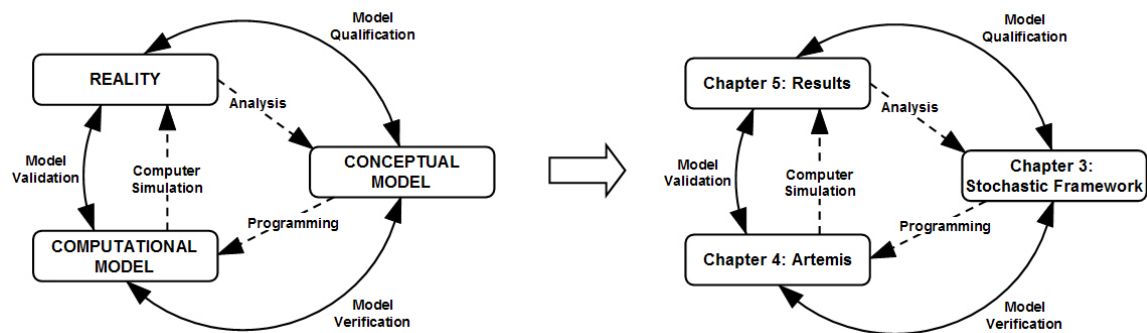 Model
Qualification
REALITY
Analysis
Model
Validation
Computer
Simulation
CONCEPTUAL
MODEL
Programming
COMPUTATIONAL
MODEL
Model
Verification
Model
Qualification
Chapter 5: Results
Analysis
Model
Validation
Computer
Simulation
Chapter 3:
Stochastic Framework
Programming
Chapter 4: Artemis
Model
Verification